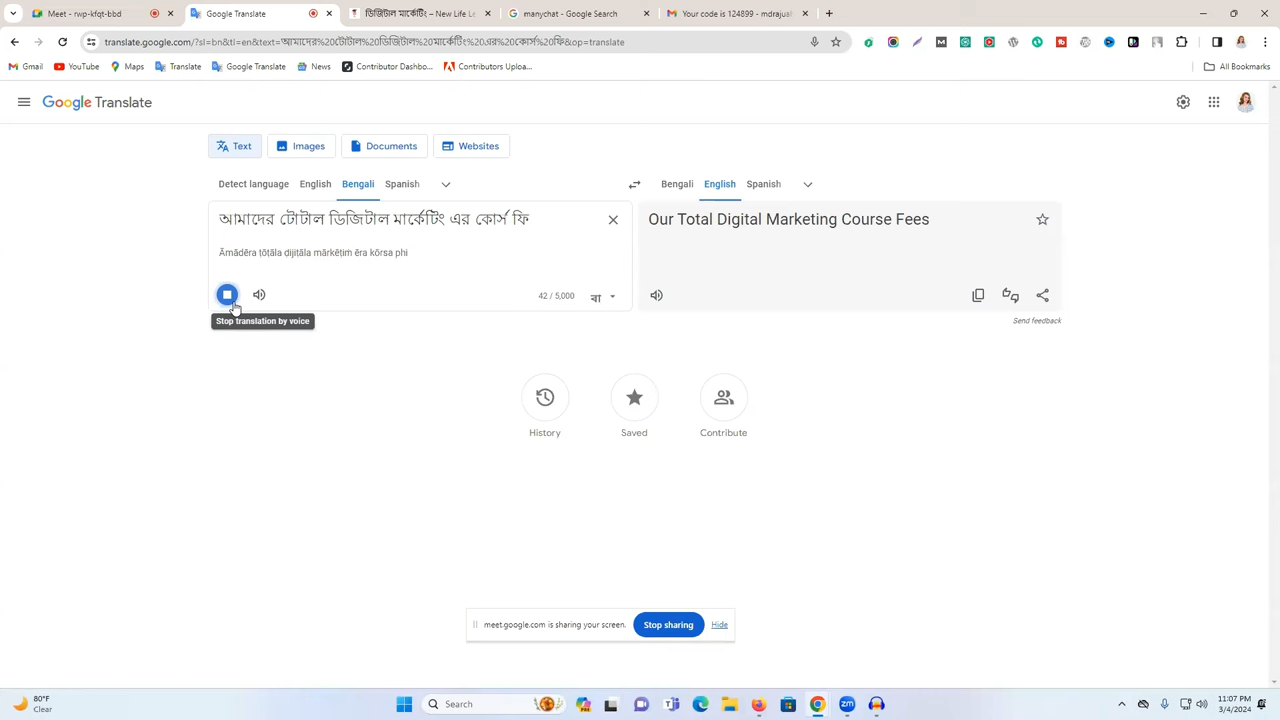 Meet - rwp-kfqt-bbd
Google Translate
ডিজিটাল মার্কেটিং – New Life Le
manychat - Google Search
Your code is 124899 - mdrajual
translate.google.com/?sl=bn&tl=en&text=আমাদের%20টোটাল%20ডিজিটাল%20মার্কেটিং%20এর%20কোর্স%20ফি&op=translate
Gmail
YouTube
Maps
Translate
Google Translate
News
Contributor Dashbo...
Contributors Uploa...
All Bookmarks
Google Translate
Text
Images
Documents
Websites
Detect language English Bengali Spanish
Bengali English Spanish
আমাদের টোটাল ডিজিটাল মার্কেটিং এর কোর্স ফি
Āmādēra ṭōṭāla ḍijiṭāla mārkēṭiṁ ēra kōrsa phi
42 / 5,000
বা
Our Total Digital Marketing Course Fees
Stop translation by voice
Send feedback
History
Saved
Contribute
meet.google.com is sharing your screen.
Stop sharing
Hide
80°F
Clear
Search
11:07 PM
3/4/2024